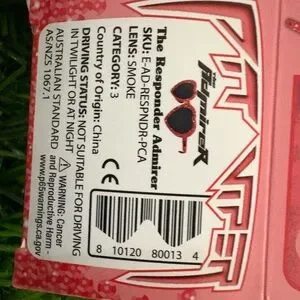 The
AdmireR
The Responder Admirer
SKU: E-AD-RESPNDR-PCA
LENS: SMOKE
CATEGORY: 3
Country of Origin: China
DRIVING STATUS: NOT SUITABLE FOR DRIVING
IN TWILIGHT OR AT NIGHT
AUSTRALIAN STANDARD
AS/NZS 1067.1
CE
WARNING: Cancer
and Reproductive Harm -
www.p65warnings.ca.gov
8 10120 80013 4